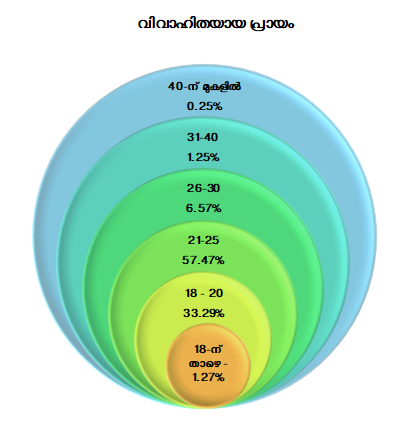 വിവാഹിതയായ പ്രായം
40-ന് മുകളിൽ
0.25%
31-40
1.25%
26-30
6.57%
21-25
57.47%
18 - 20
33.29%
18-ന്
താഴെ -
1.27%